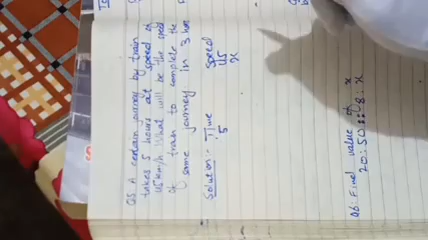 Q5 A certain journey by train
takes 5 hours at speed of
45 km/h What will be the speed
of train to complete the
same journey in 3 hour
Solution:- Time Speed
5 45
x
Q6: Find value of x
20:50::8:x